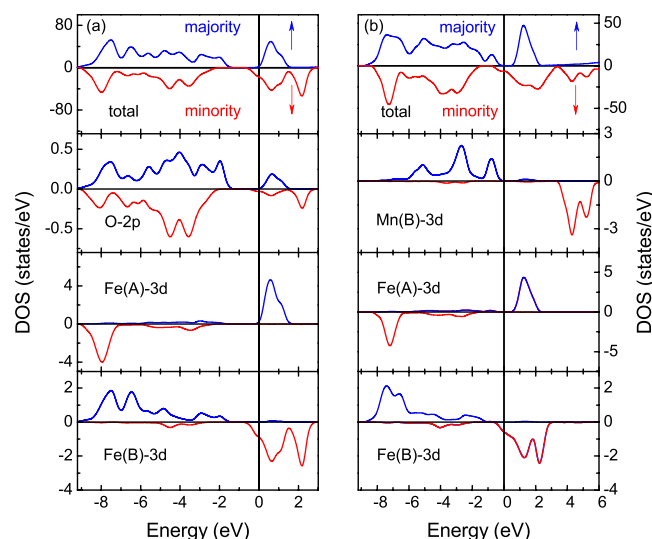 (a) majority
total minority
80
0
-80
(b) majority
total minority
50
0
-50
O-2p
0.5
0.0
-0.5
Mn(B)-3d
3
0
-3
Fe(A)-3d
4
0
-4
Fe(A)-3d
5
0
-5
Fe(B)-3d
2
0
-2
-4
Fe(B)-3d
2
0
-2
-4
DOS (states/eV)
DOS (states/eV)
-8 -6 -4 -2 0 2
-8 -6 -4 -2 0 2 4 6
Energy (eV)
Energy (eV)